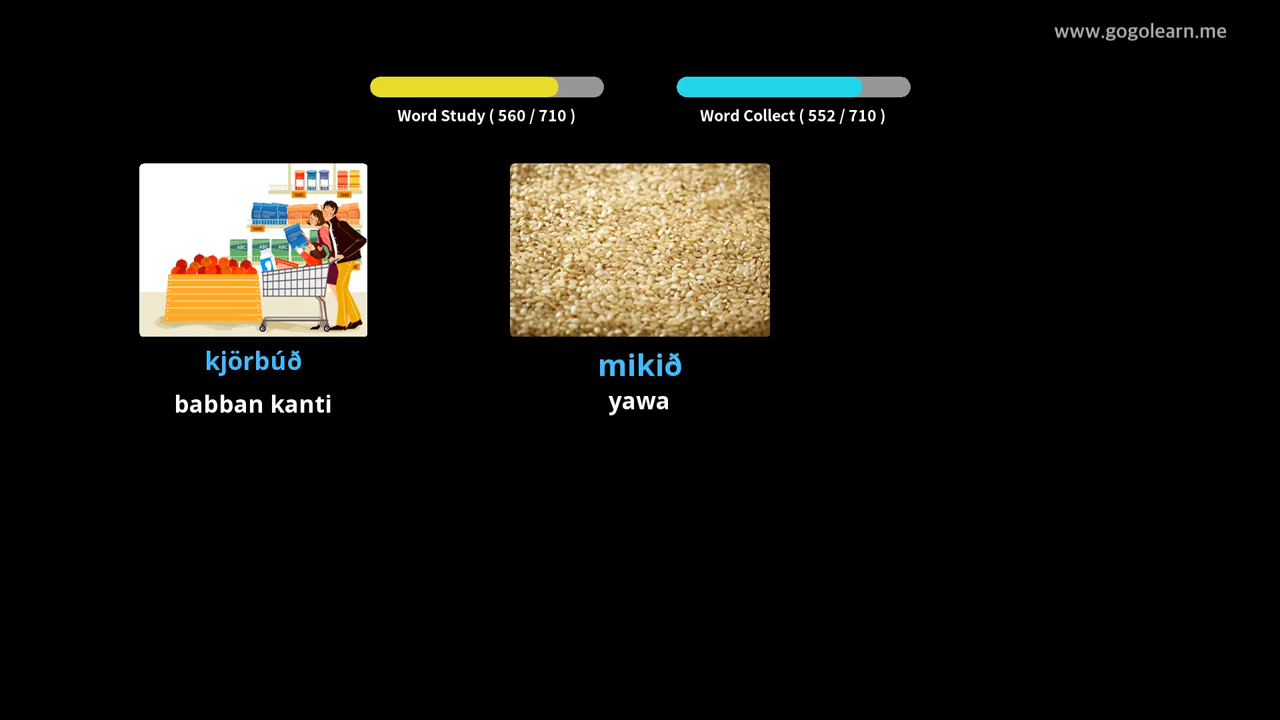 www.gogolearn.me
Word Study ( 560 / 710 )
Word Collect ( 552 / 710 )
kjörbúð
babban kanti
mikið
yawa